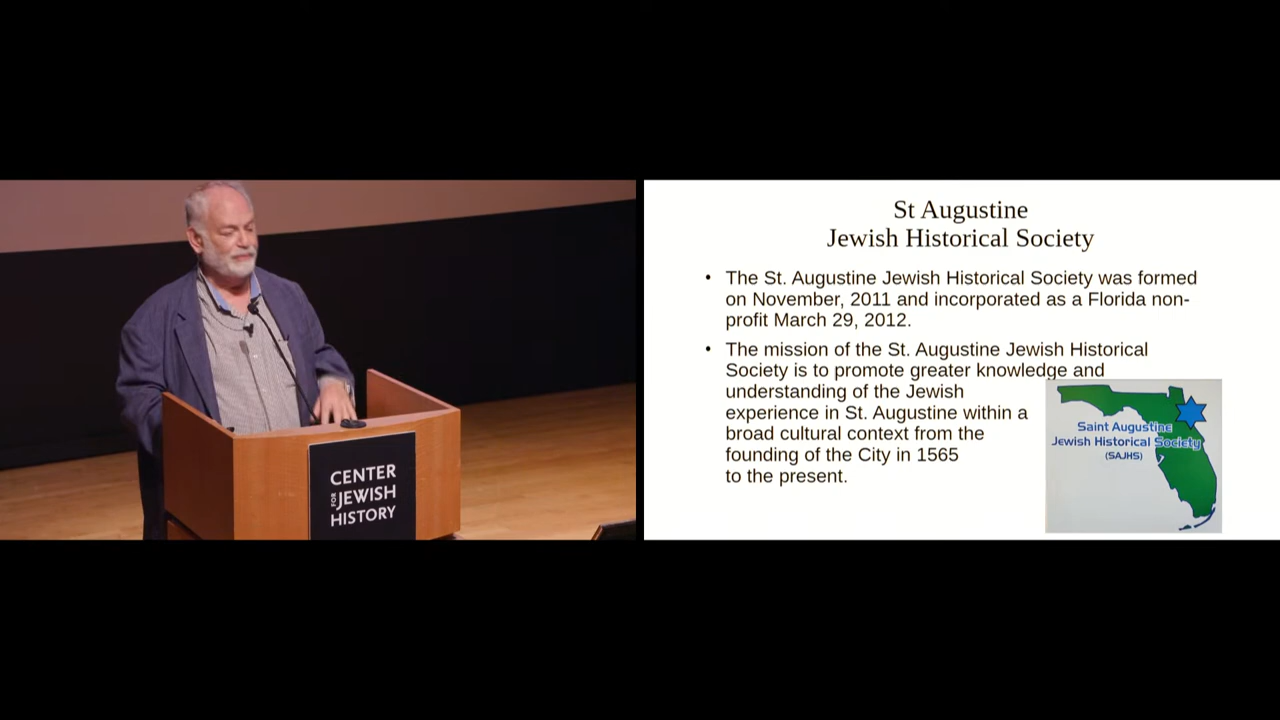 CENTER
FOR JEWISH
HISTORY
St Augustine
Jewish Historical Society
• The St. Augustine Jewish Historical Society was formed
on November, 2011 and incorporated as a Florida non-
profit March 29, 2012.
• The mission of the St. Augustine Jewish Historical
Society is to promote greater knowledge and
understanding of the Jewish
experience in St. Augustine within a
broad cultural context from the
founding of the City in 1565
to the present.
Saint Augustine
Jewish Historical Society
(SAJHS)